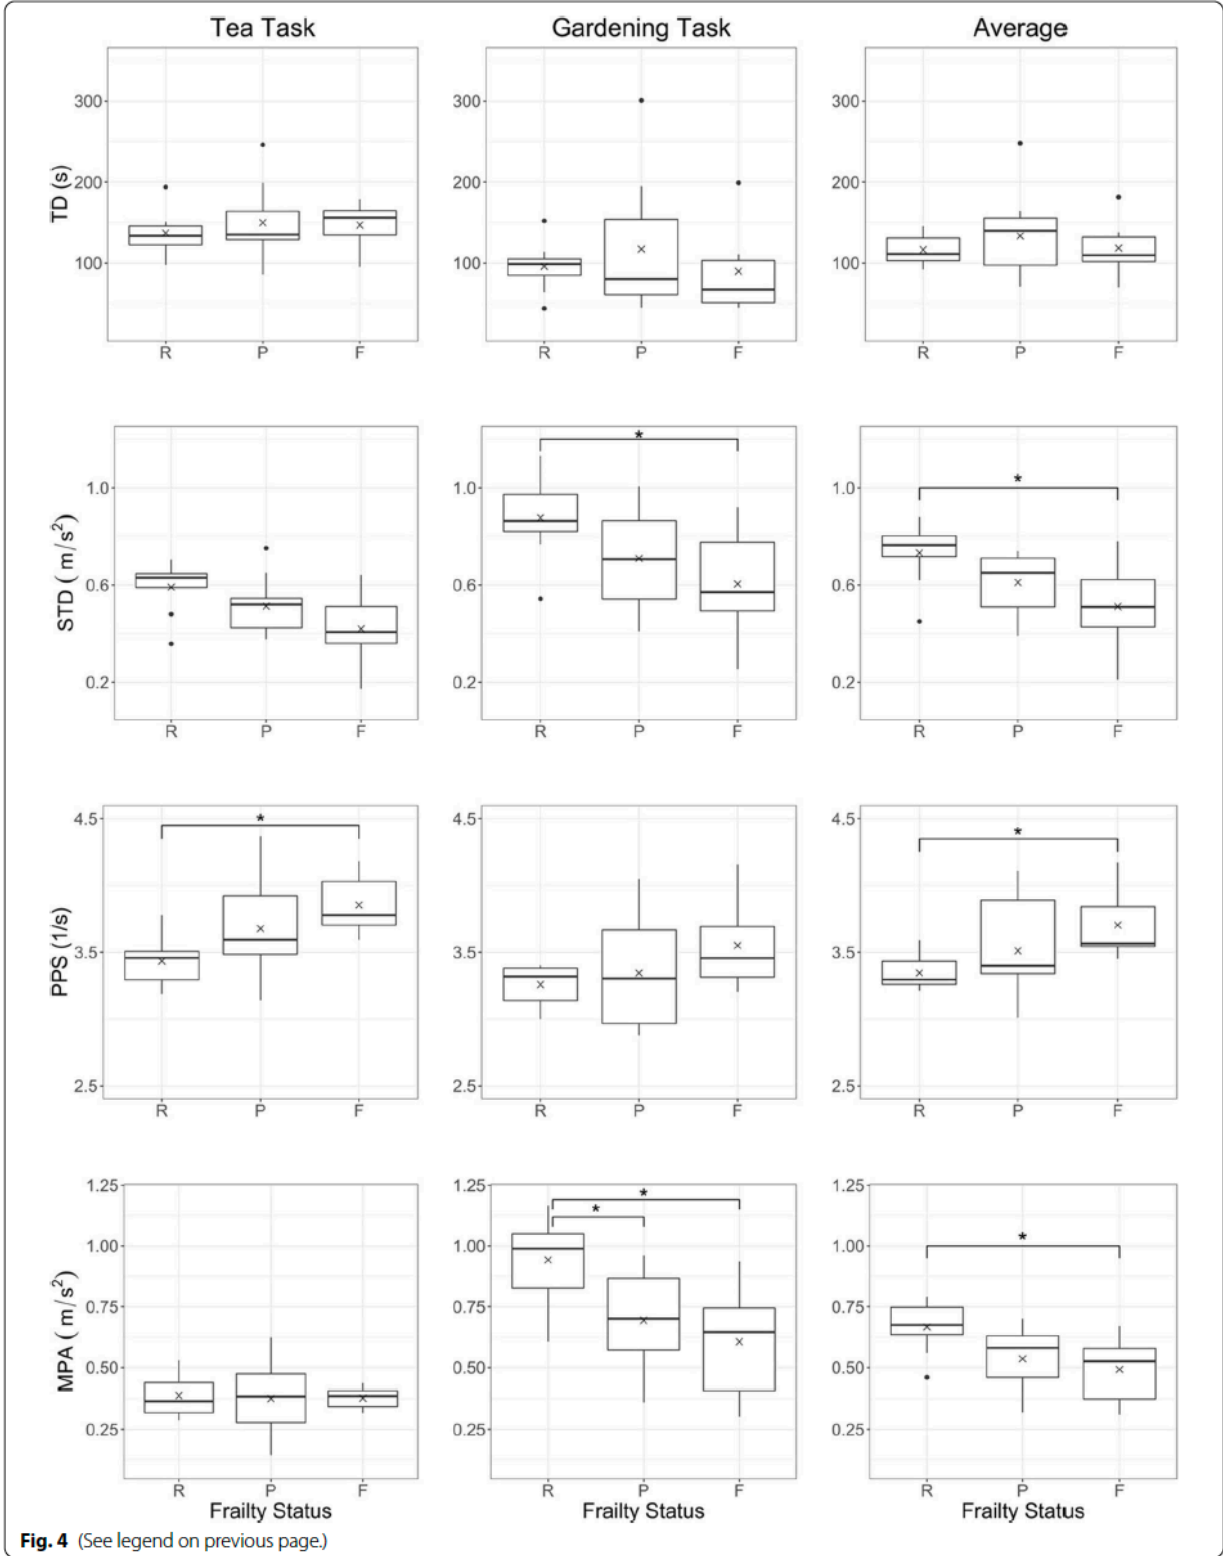 Tea Task Gardening Task Average
TD (s)
300 300 300
200 200 200
100 100 100
R P F R P F R P F
STD ( m/s²)
* *
1.0 1.0 1.0
0.6 0.6 0.6
0.2 0.2 0.2
R P F R P F R P F
PPS (1/s)
* *
4.5 4.5 4.5
3.5 3.5 3.5
2.5 2.5 2.5
R P F R P F R P F
MPA ( m/s²)
* * *
1.25 1.25 1.25
1.00 1.00 1.00
0.75 0.75 0.75
0.50 0.50 0.50
0.25 0.25 0.25
R P F R P F R P F
Frailty Status Frailty Status Frailty Status
Fig. 4 (See legend on previous page.)